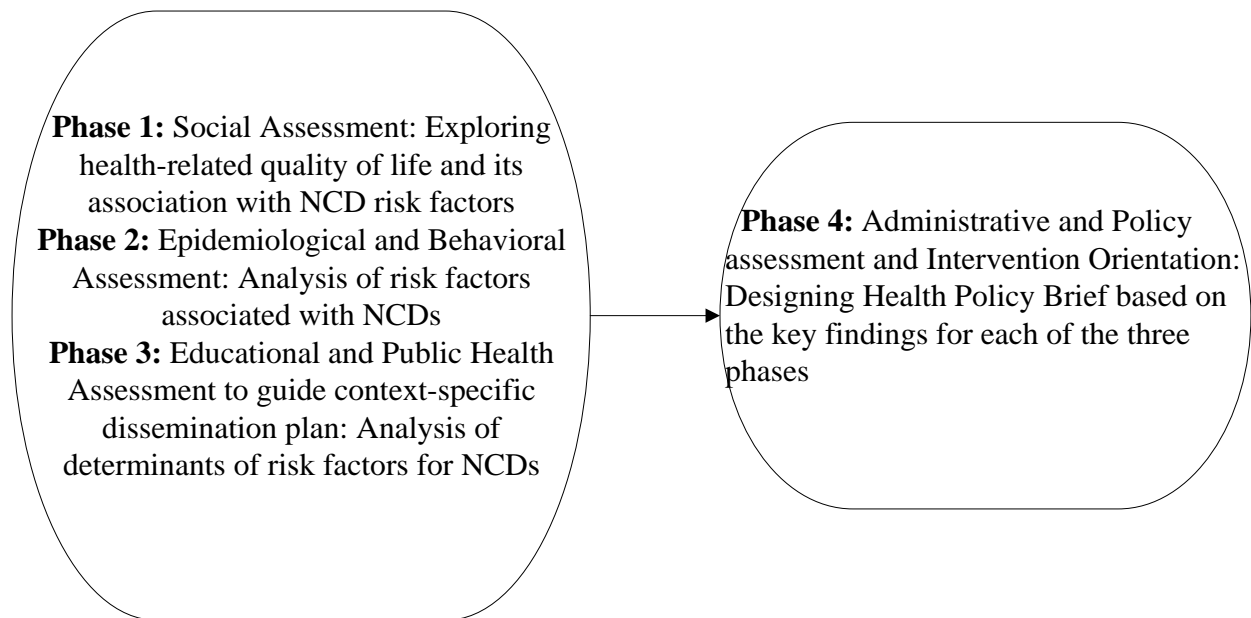 Phase 1: Social Assessment: Exploring
health-related quality of life and its
association with NCD risk factors
Phase 2: Epidemiological and Behavioral
Assessment: Analysis of risk factors
associated with NCDs
Phase 3: Educational and Public Health
Assessment to guide context-specific
dissemination plan: Analysis of
determinants of risk factors for NCDs
Phase 4: Administrative and Policy
assessment and Intervention Orientation:
Designing Health Policy Brief based on
the key findings for each of the three
phases